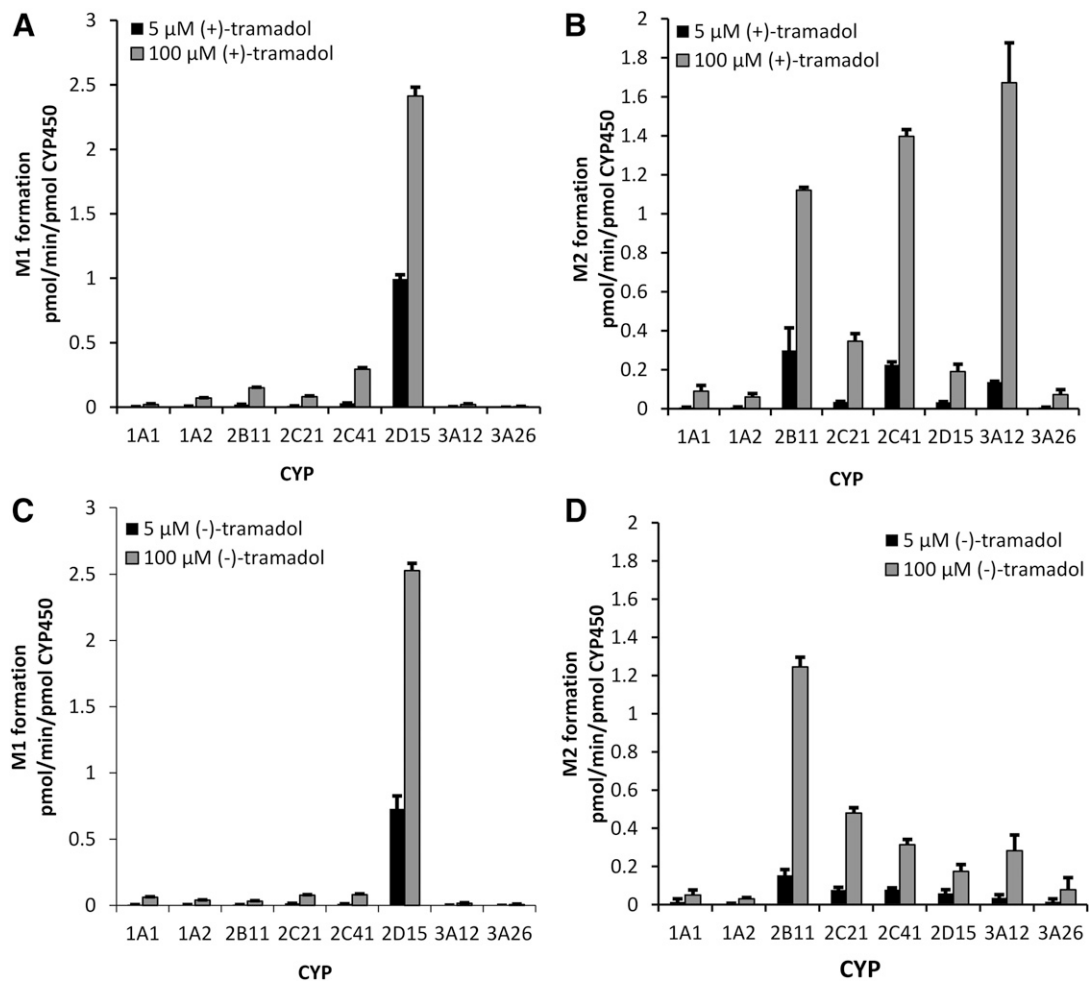 A
5 µM (+)-tramadol
100 µM (+)-tramadol
M1 formation
pmol/min/pmol CYP450
3
2.5
2
1.5
1
0.5
0
1A1 1A2 2B11 2C21 2C41 2D15 3A12 3A26
CYP
B
5 µM (+)-tramadol
100 µM (+)-tramadol
M2 formation
pmol/min/pmol CYP450
2
1.8
1.6
1.4
1.2
1
0.8
0.6
0.4
0.2
0
1A1 1A2 2B11 2C21 2C41 2D15 3A12 3A26
CYP
C
5 µM (-)-tramadol
100 µM (-)-tramadol
M1 formation
pmol/min/pmol CYP450
3
2.5
2
1.5
1
0.5
0
1A1 1A2 2B11 2C21 2C41 2D15 3A12 3A26
CYP
D
5 µM (-)-tramadol
100 µM (-)-tramadol
M2 formation
pmol/min/pmol CYP450
2
1.8
1.6
1.4
1.2
1
0.8
0.6
0.4
0.2
0
1A1 1A2 2B11 2C21 2C41 2D15 3A12 3A26
CYP